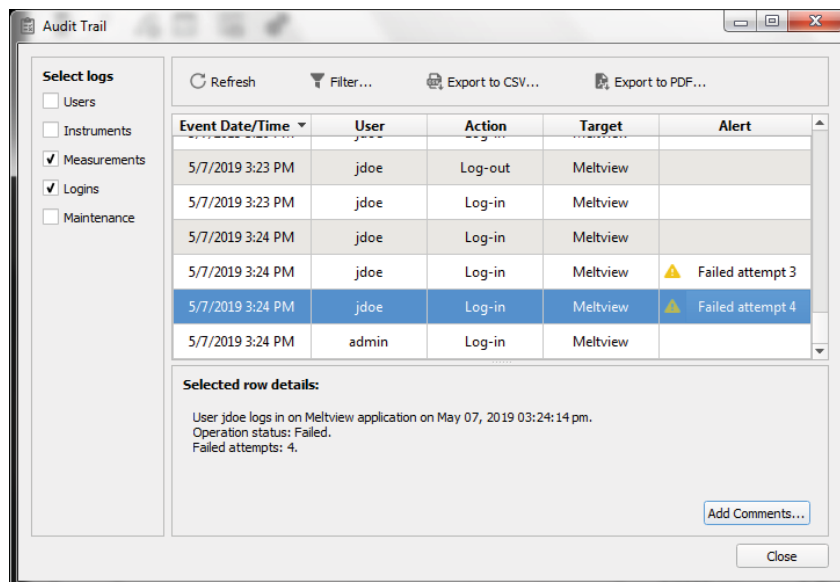 Audit Trail
Select logs
Users
Instruments
Measurements
Logins
Maintenance
Refresh Filter... Export to CSV... Export to PDF...
Event Date/Time User Action Target Alert
5/7/2019 3:23 PM jdoe Log-out Meltview
5/7/2019 3:23 PM jdoe Log-in Meltview
5/7/2019 3:24 PM jdoe Log-in Meltview
5/7/2019 3:24 PM jdoe Log-in Meltview Failed attempt 3
5/7/2019 3:24 PM jdoe Log-in Meltview Failed attempt 4
5/7/2019 3:24 PM admin Log-in Meltview
Selected row details:
User jdoe logs in on Meltview application on May 07, 2019 03:24:14 pm.
Operation status: Failed.
Failed attempts: 4.
Add Comments...
Close